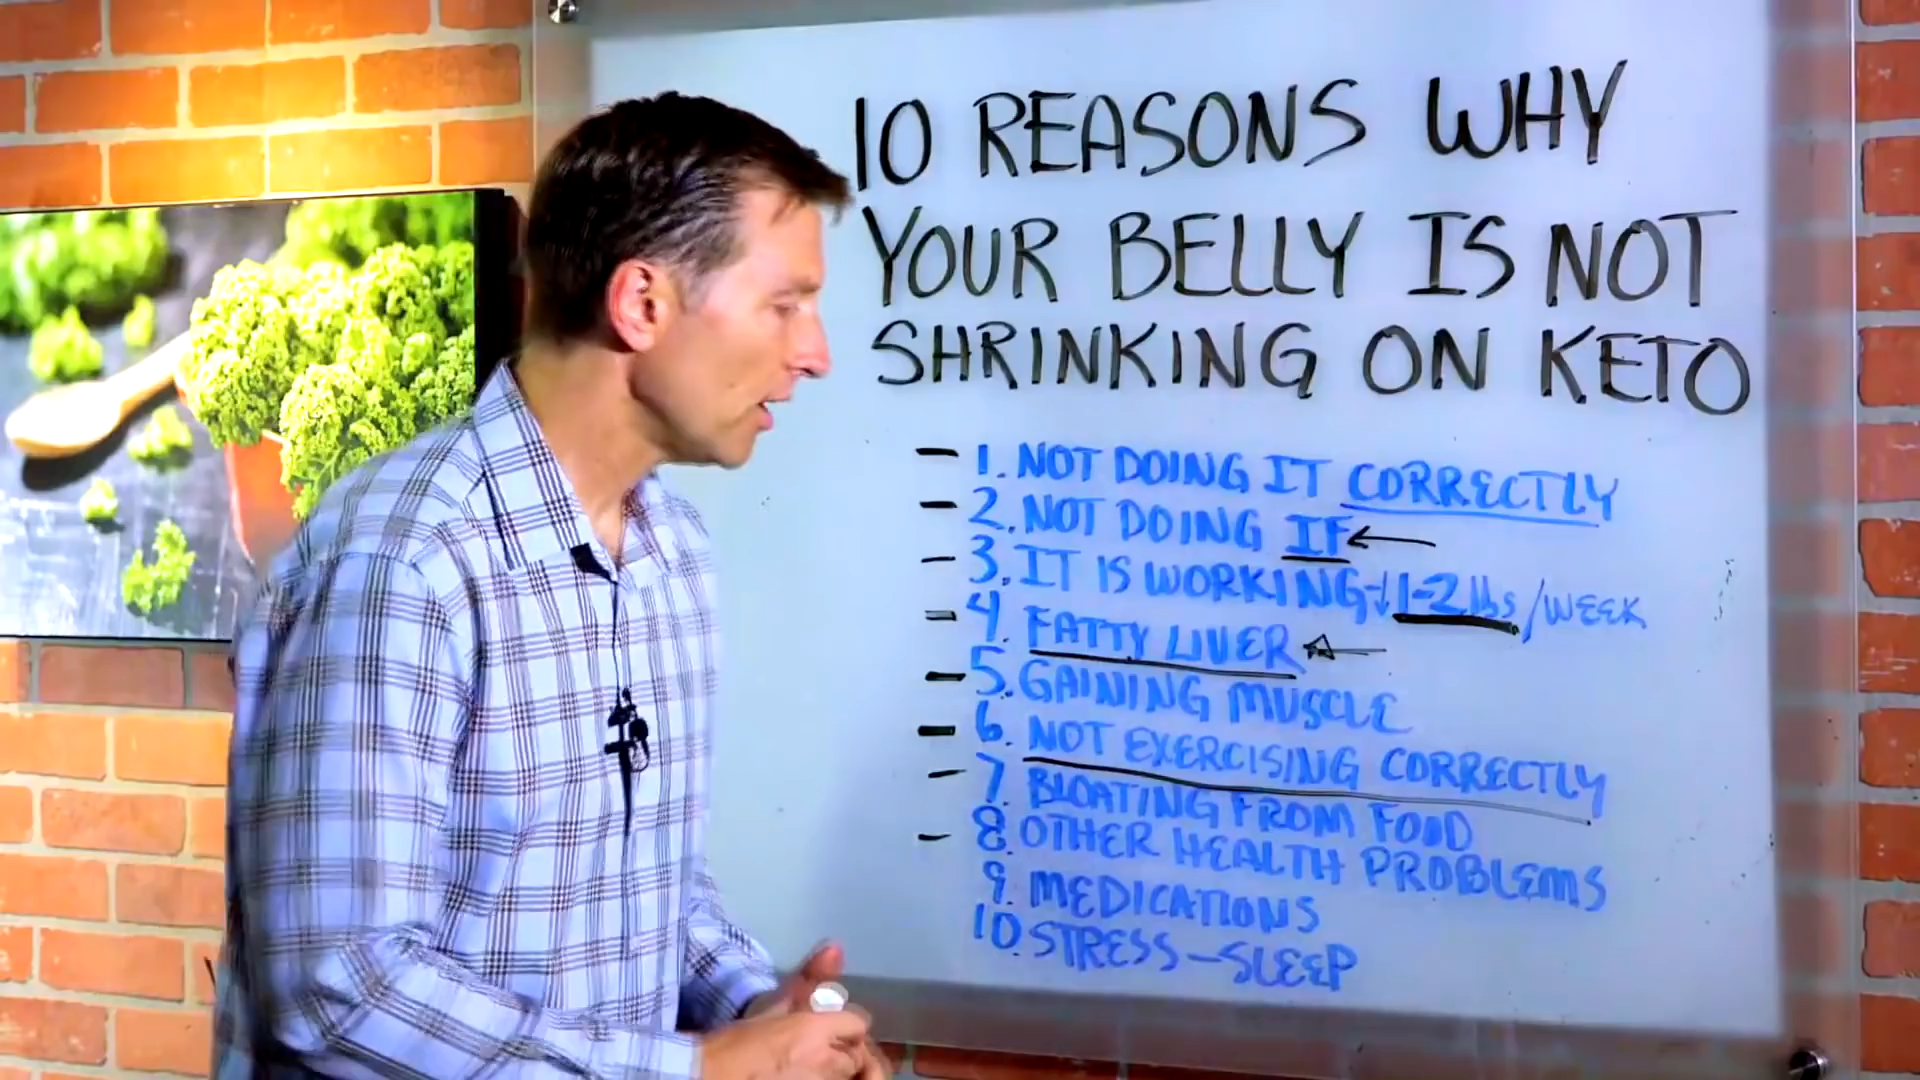 10 REASONS WHY
YOUR BELLY IS NOT
SHRINKING ON KETO
1. NOT DOING IT CORRECTLY
2. NOT DOING IF ←
3. IT IS WORKING-↓1-2 lbs/WEEK
4. FATTY LIVER ←
5. GAINING MUSCLE
6. NOT EXERCISING CORRECTLY
7. BLOATING FROM FOOD
8. OTHER HEALTH PROBLEMS
9. MEDICATIONS
10. STRESS-SLEEP